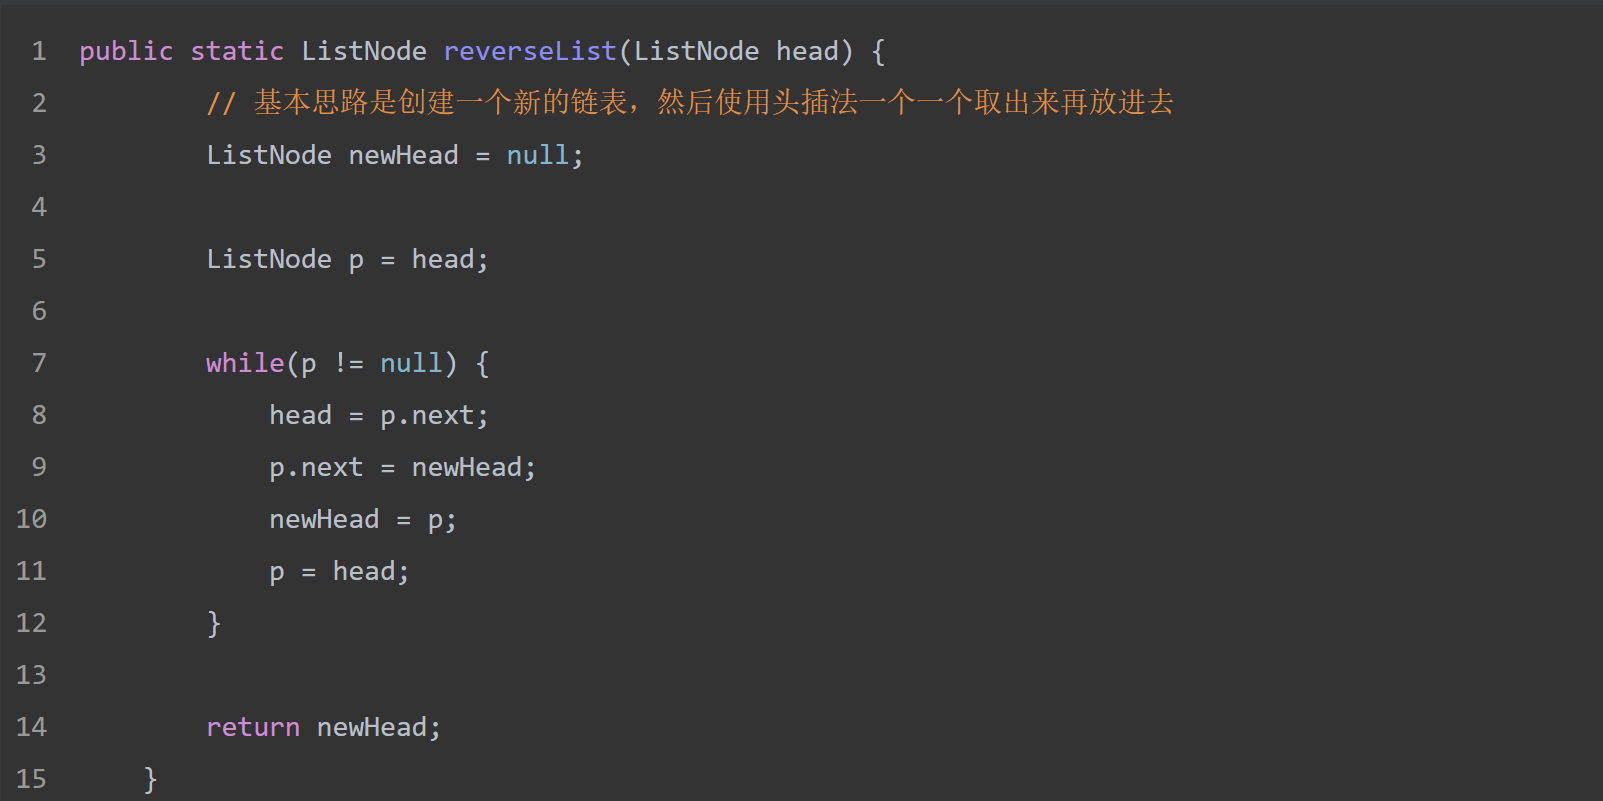 1 public static ListNode reverseList(ListNode head) {
2 // 基本思路是创建一个新的链表，然后使用头插法一个一个取出来再放进去
3 ListNode newHead = null;
4
5 ListNode p = head;
6
7 while(p != null) {
8 head = p.next;
9 p.next = newHead;
10 newHead = p;
11 p = head;
12 }
13
14 return newHead;
15 }